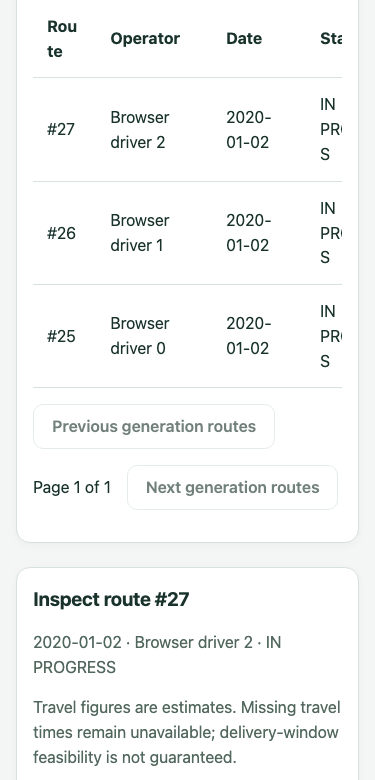 Rou
te
Operator
Date
Sta
#27
Browser
driver 2
2020-
01-02
IN
PRO
S
#26
Browser
driver 1
2020-
01-02
IN
PRO
S
#25
Browser
driver 0
2020-
01-02
IN
PRO
S
Previous generation routes
Page 1 of 1
Next generation routes
Inspect route #27
2020-01-02 · Browser driver 2 · IN
PROGRESS
Travel figures are estimates. Missing travel
times remain unavailable; delivery-window
feasibility is not guaranteed.